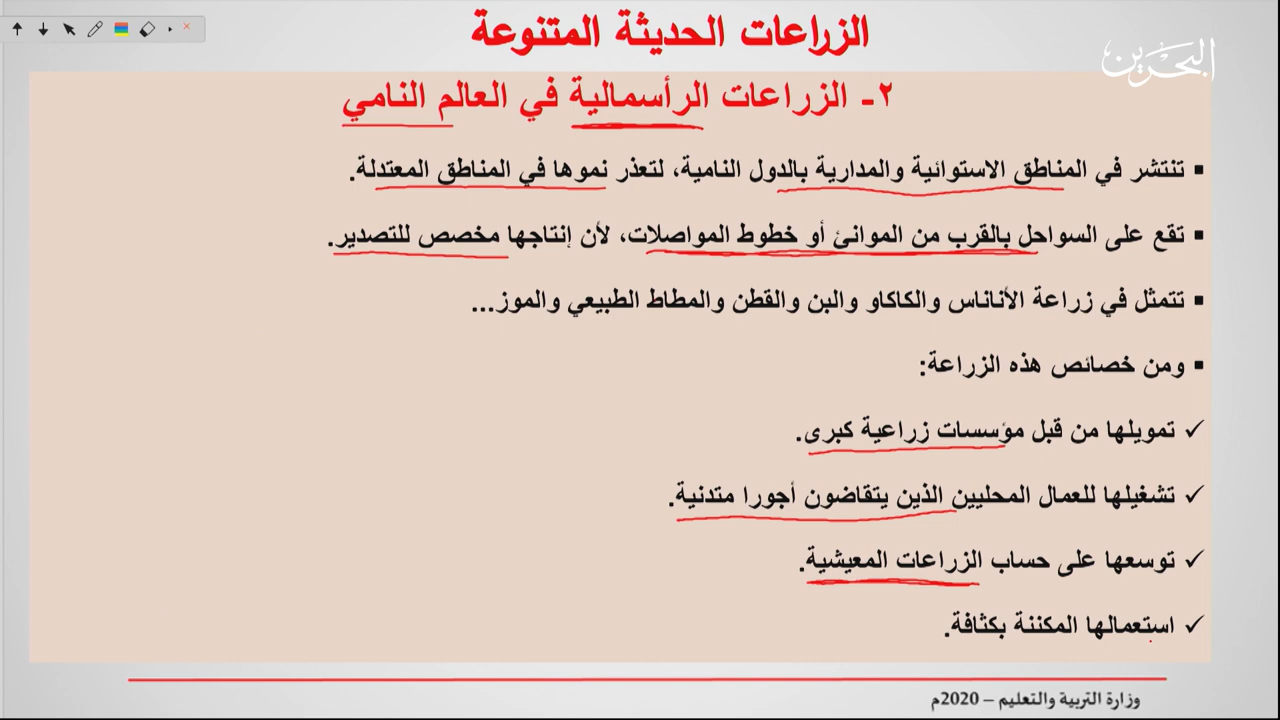 الزراعات الحديثة المتنوعة
البحرين
٢- الزراعات الرأسمالية في العالم النامي
▪ تنتشر في المناطق الاستوائية والمدارية بالدول النامية، لتعذر نموها في المناطق المعتدلة.
▪ تقع على السواحل بالقرب من الموانئ أو خطوط المواصلات، لأن إنتاجها مخصص للتصدير.
▪ تتمثل في زراعة الأناناس والكاكاو والبن والقطن والمطاط الطبيعي والموز...
▪ ومن خصائص هذه الزراعة:
✓ تمويلها من قبل مؤسسات زراعية كبرى.
✓ تشغيلها للعمال المحليين الذين يتقاضون أجورا متدنية.
✓ توسعها على حساب الزراعات المعيشية.
✓ استعمالها المكننة بكثافة.
وزارة التربية والتعليم – 2020م